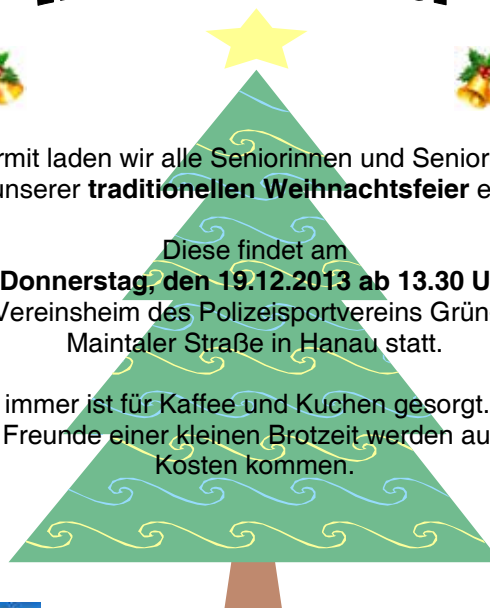 rmit laden wir alle Seniorinnen und Senior
unserer traditionellen Weihnachtsfeier e
Diese findet am
Donnerstag, den 19.12.2013 ab 13.30 U
Vereinsheim des Polizeisportvereins Grün
Maintaler Straße in Hanau statt.
immer ist für Kaffee und Kuchen gesorgt.
Freunde einer kleinen Brotzeit werden au
Kosten kommen.